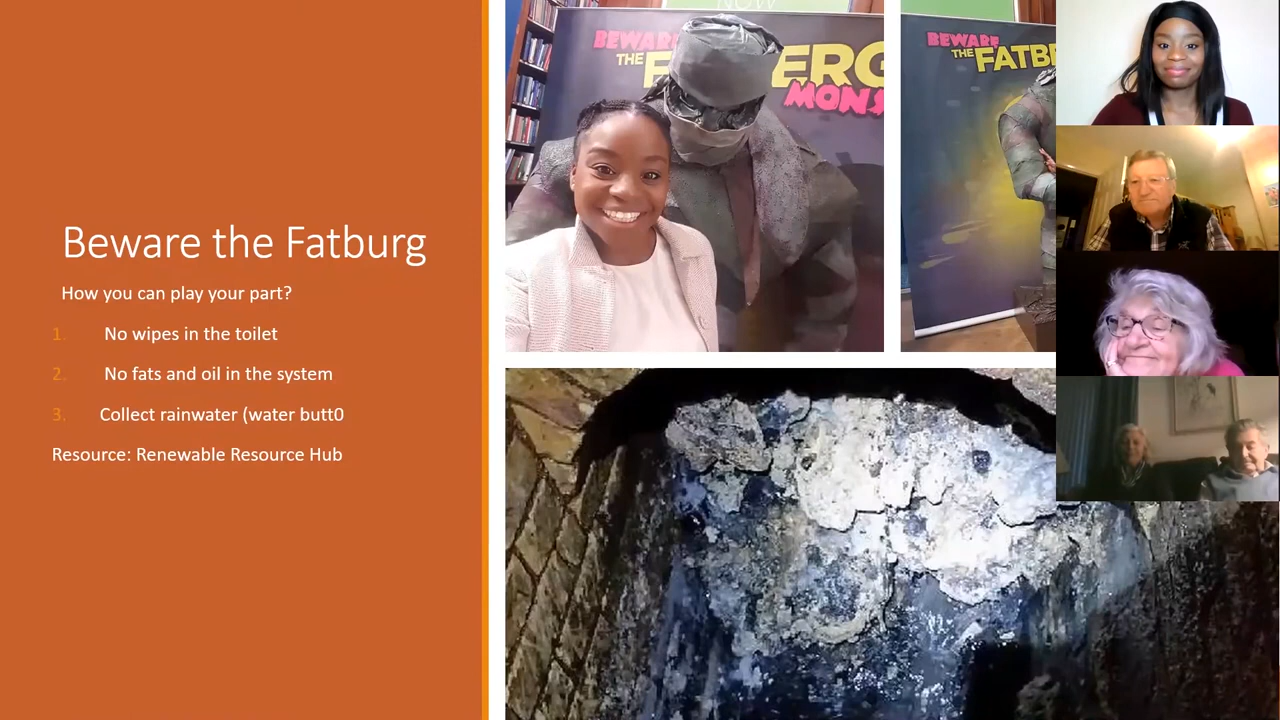 Beware the Fatburg
How you can play your part?
1. No wipes in the toilet
2. No fats and oil in the system
3. Collect rainwater (water butt0
Resource: Renewable Resource Hub
NOW
BEWARE
THE F ERG
MONS
BEWARE
THE FATBE